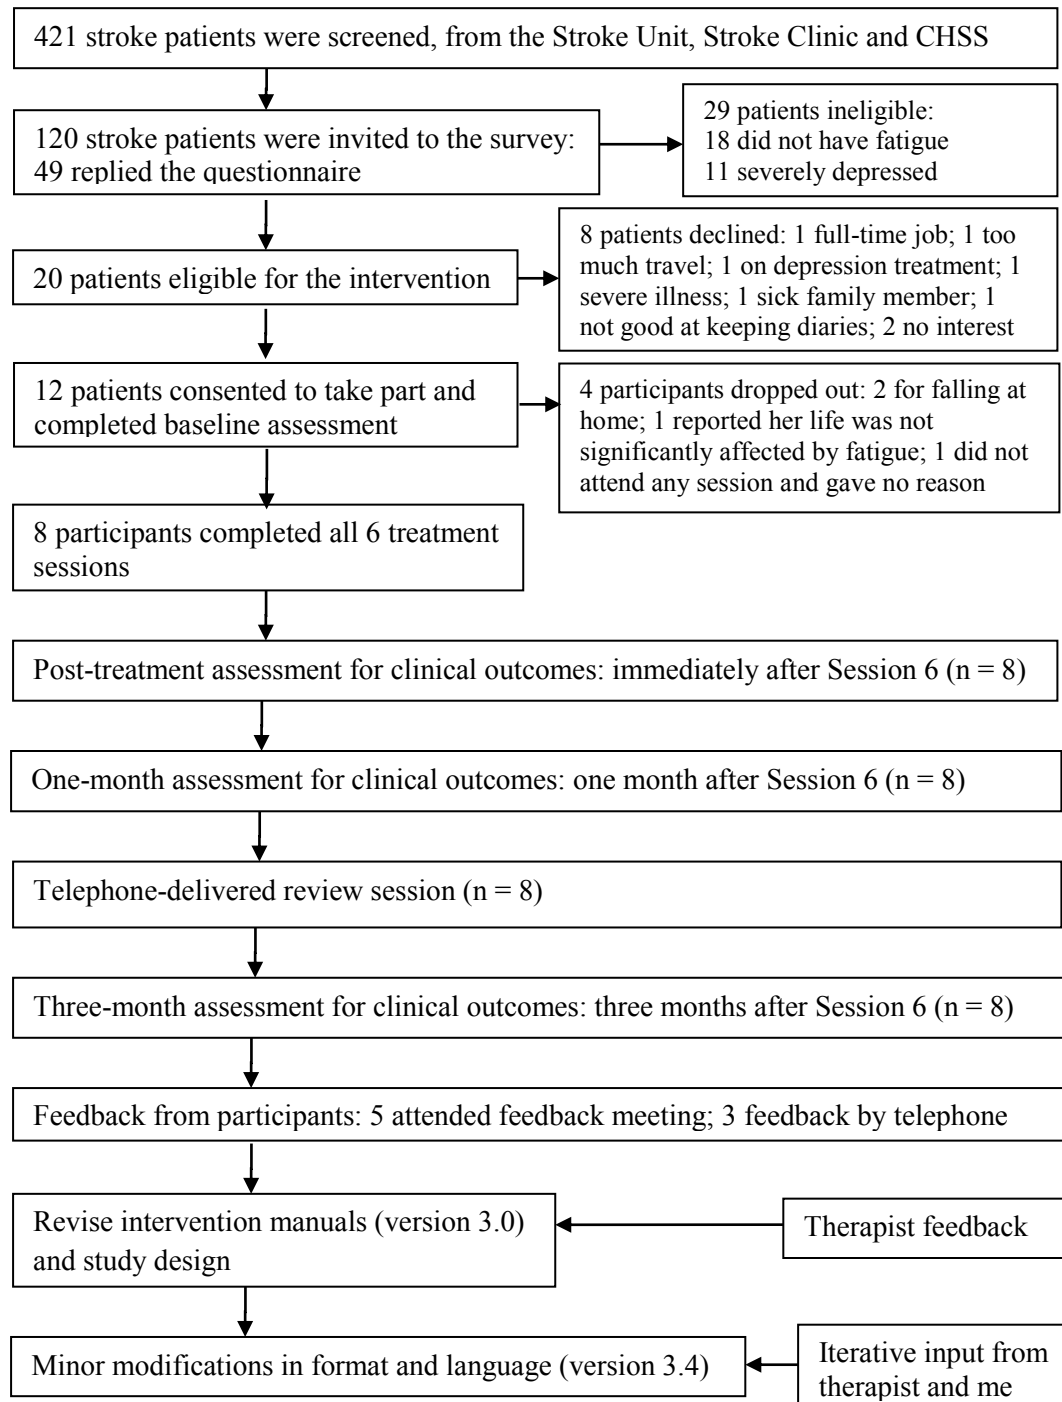 421 stroke patients were screened, from the Stroke Unit, Stroke Clinic and CHSS
120 stroke patients were invited to the survey:
49 replied the questionnaire
29 patients ineligible:
18 did not have fatigue
11 severely depressed
20 patients eligible for the intervention
8 patients declined: 1 full-time job; 1 too
much travel; 1 on depression treatment; 1
severe illness; 1 sick family member; 1
not good at keeping diaries; 2 no interest
12 patients consented to take part and
completed baseline assessment
4 participants dropped out: 2 for falling at
home; 1 reported her life was not
significantly affected by fatigue; 1 did not
attend any session and gave no reason
8 participants completed all 6 treatment
sessions
Post-treatment assessment for clinical outcomes: immediately after Session 6 (n = 8)
One-month assessment for clinical outcomes: one month after Session 6 (n = 8)
Telephone-delivered review session (n = 8)
Three-month assessment for clinical outcomes: three months after Session 6 (n = 8)
Feedback from participants: 5 attended feedback meeting; 3 feedback by telephone
Revise intervention manuals (version 3.0)
and study design
Therapist feedback
Minor modifications in format and language (version 3.4)
Iterative input from
therapist and me